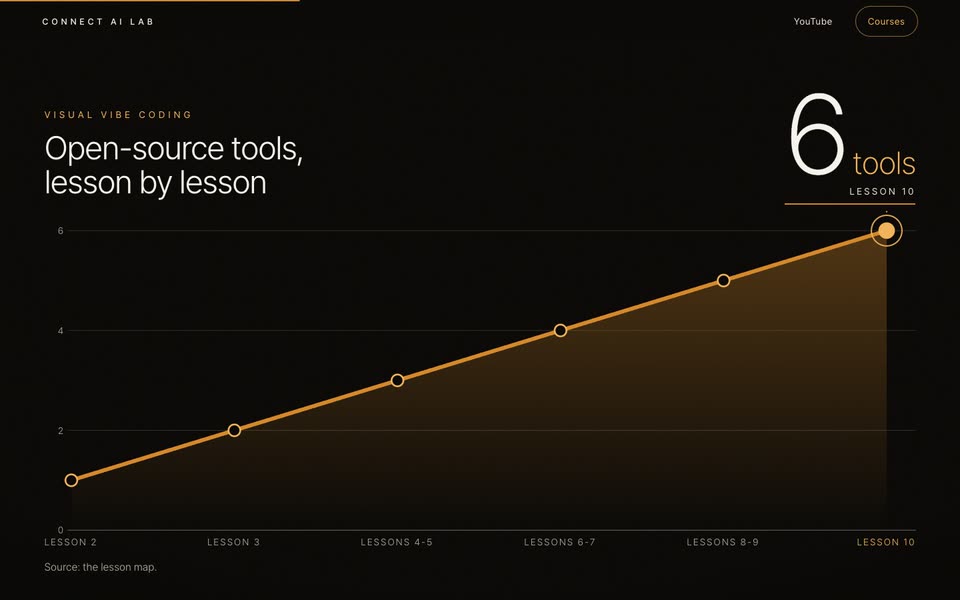 CONNECT AI LAB
YouTube
Courses
VISUAL VIBE CODING
Open-source tools,
lesson by lesson
6 tools
LESSON 10
6
4
2
0
LESSON 2
LESSON 3
LESSONS 4-5
LESSONS 6-7
LESSONS 8-9
LESSON 10
Source: the lesson map.